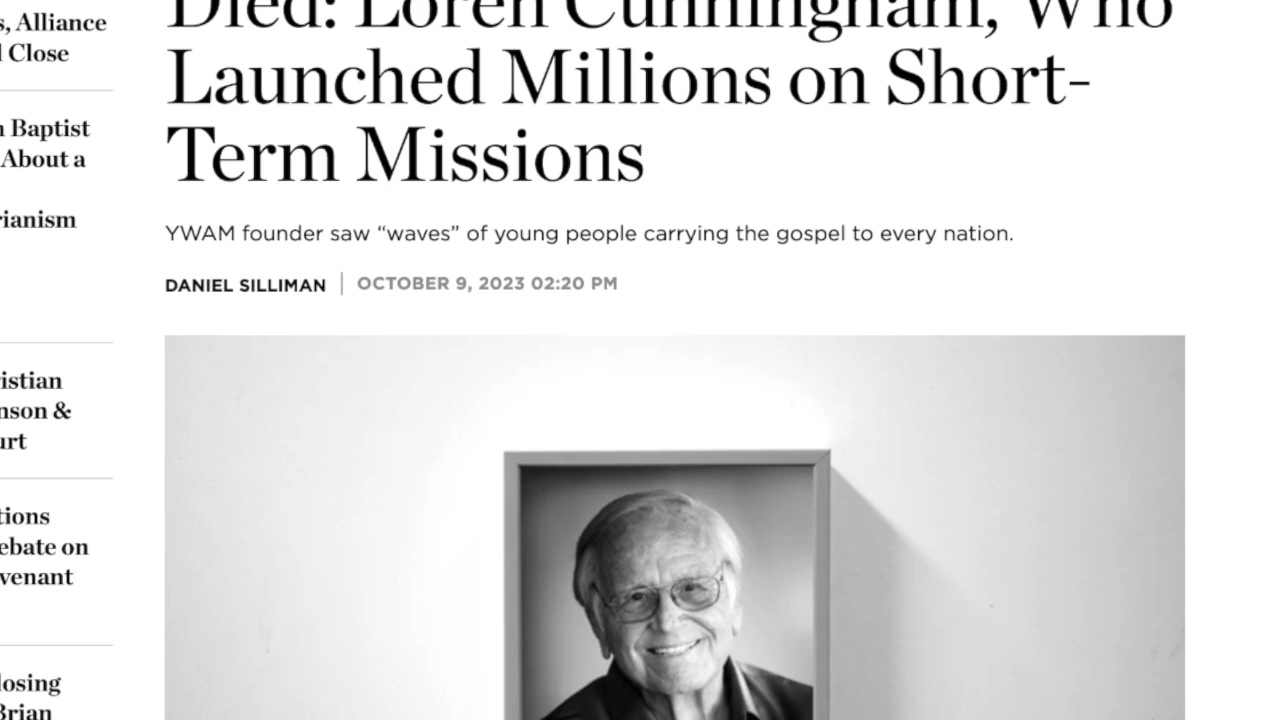 s, Alliance
l Close
n Baptist
About a
rianism
istian
nson &
urt
tions
ebate on
venant
losing
Brian
Died: Loren Cunningham, Who
Launched Millions on Short-
Term Missions
YWAM founder saw “waves” of young people carrying the gospel to every nation.
DANIEL SILLIMAN | OCTOBER 9, 2023 02:20 PM